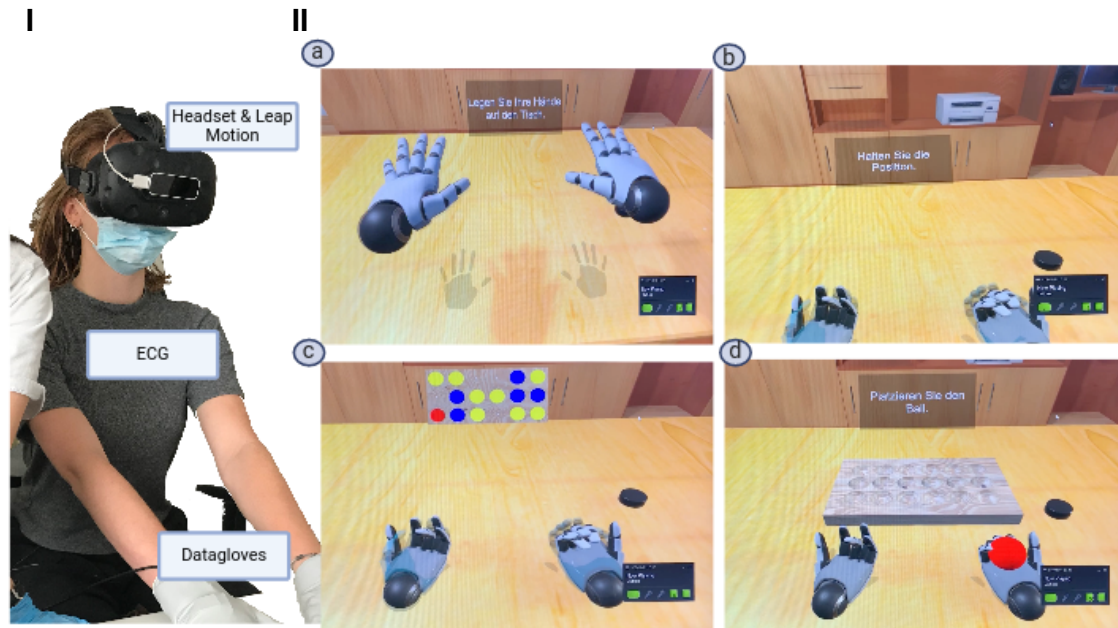 I
II
a
b
c
d
Headset & Leap
Motion
ECG
Datagloves
Legen Sie Ihre Hände
auf den Tisch.
Halten Sie die
Position.
Platzieren Sie den
Ball.